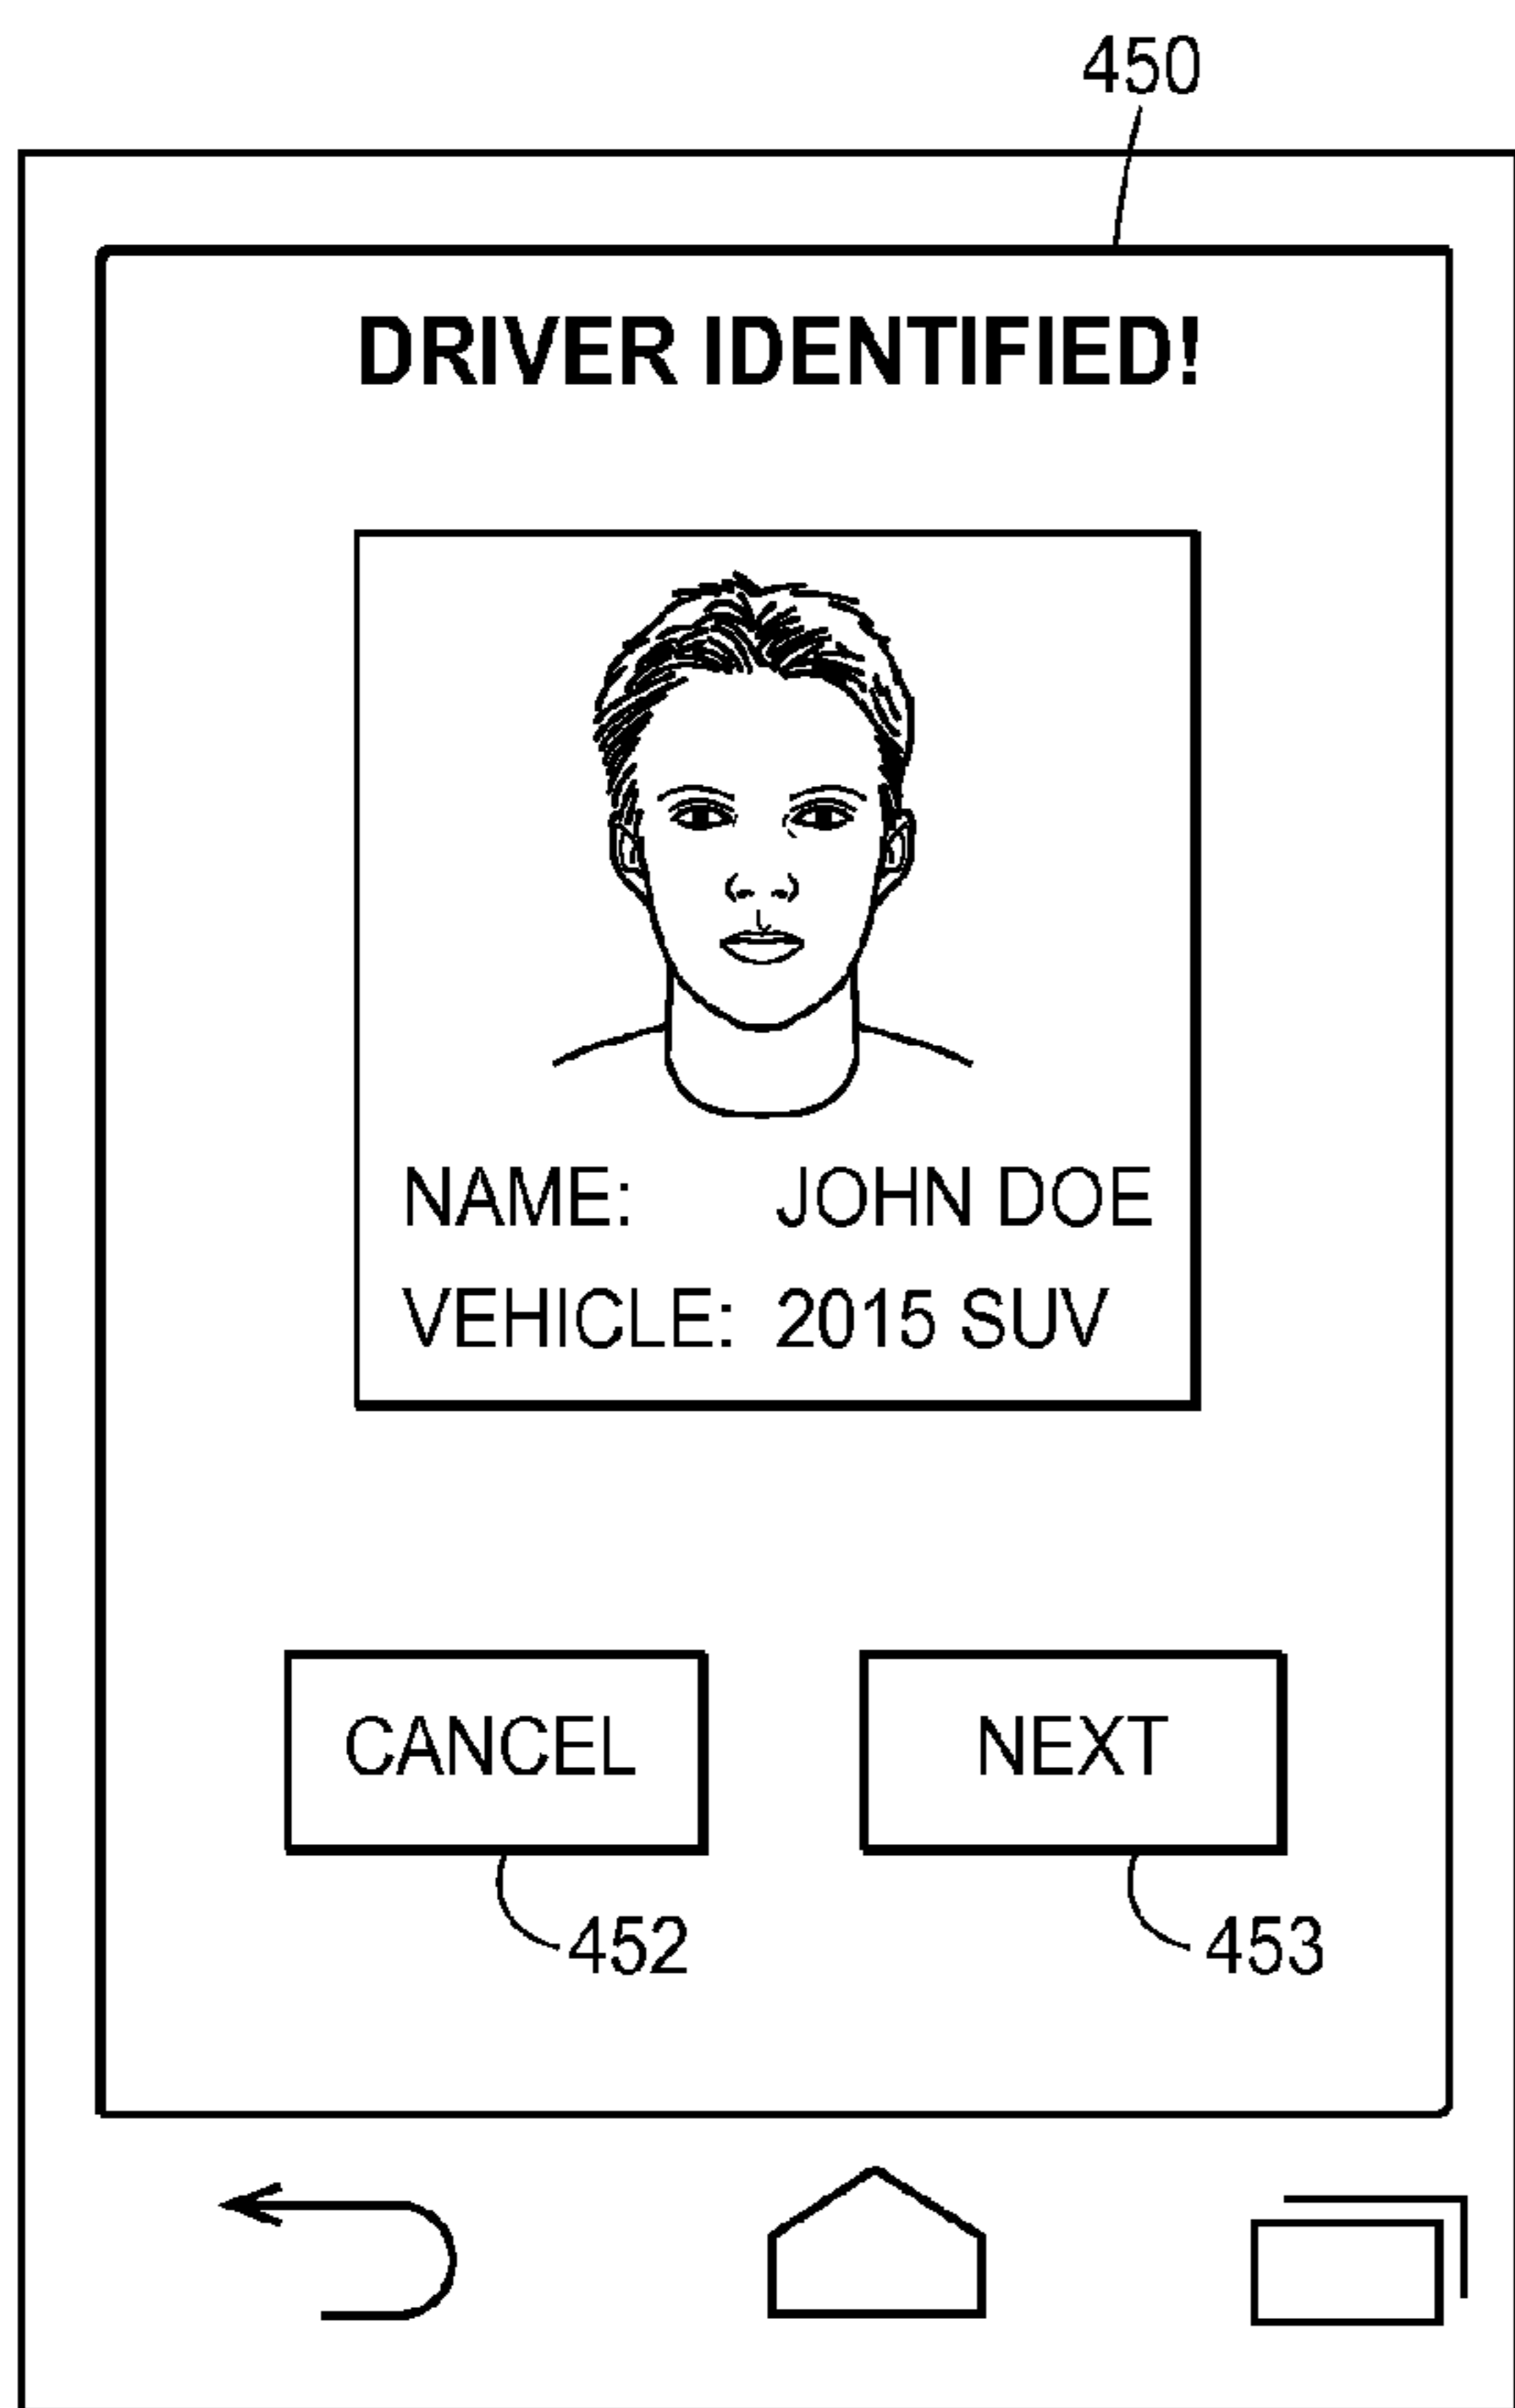 450
DRIVER IDENTIFIED!
NAME: JOHN DOE
VEHICLE: 2015 SUV
CANCEL NEXT
452 453